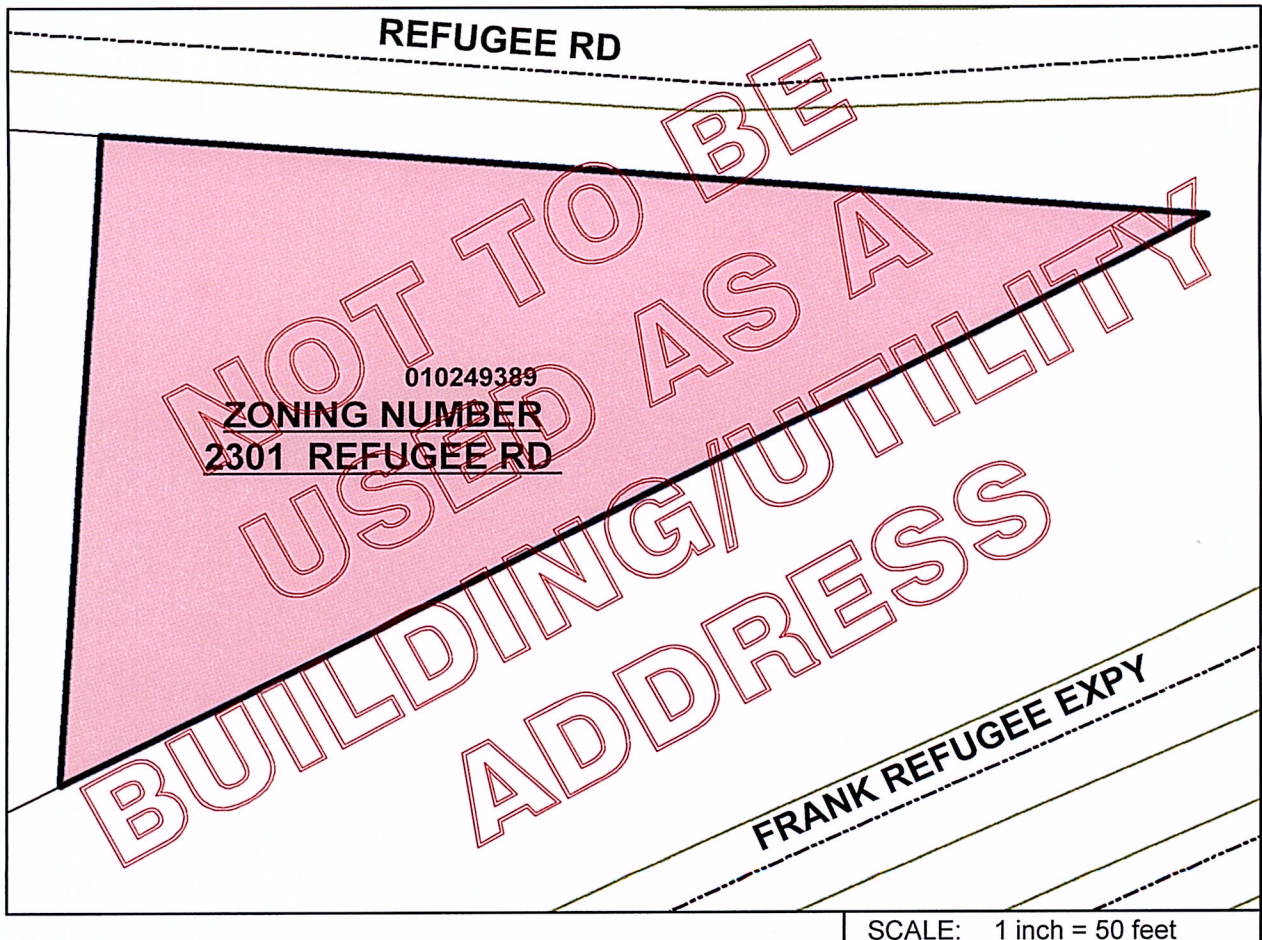 REFUGEE RD
NOT TO BE
USED AS A
BUILDING/UTILITY
ADDRESS
010249389
ZONING NUMBER
2301 REFUGEE RD
FRANK REFUGEE EXPY
SCALE: 1 inch = 50 feet